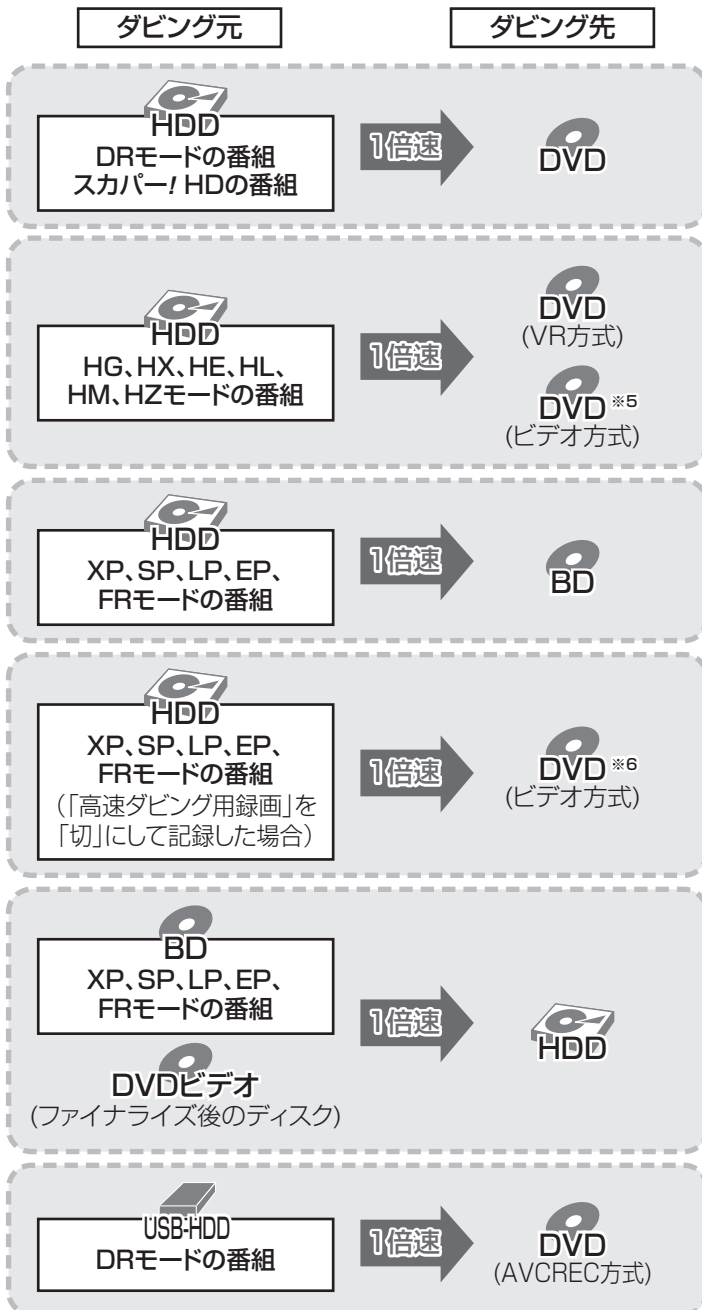 ダビング元
ダビング先
HDD
DRモードの番組
スカパー! HDの番組
1倍速
DVD
HDD
HG、HX、HE、HL、
HM、HZモードの番組
1倍速
DVD
(VR方式)
DVD ※5
(ビデオ方式)
HDD
XP、SP、LP、EP、
FRモードの番組
1倍速
BD
HDD
XP、SP、LP、EP、
FRモードの番組
(「高速ダビング用録画」を
「切」にして記録した場合)
1倍速
DVD ※6
(ビデオ方式)
BD
XP、SP、LP、EP、
FRモードの番組
DVDビデオ
(ファイナライズ後のディスク)
1倍速
HDD
USB-HDD
DRモードの番組
1倍速
DVD
(AVCREC方式)